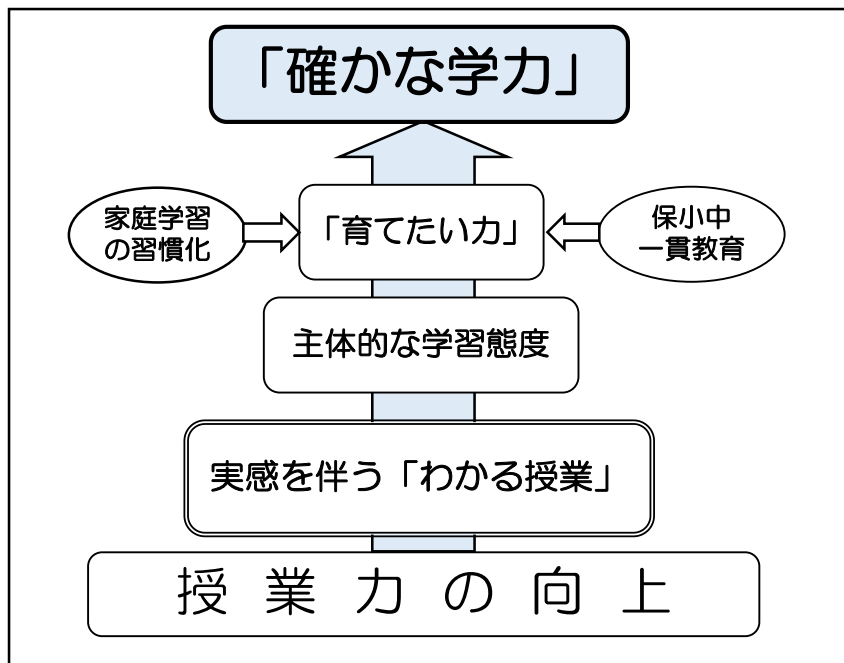 「確かな学力」
家庭学習
の習慣化
「育てたい力」
保小中
一貫教育
主体的な学習態度
実感を伴う「わかる授業」
授業力の向上